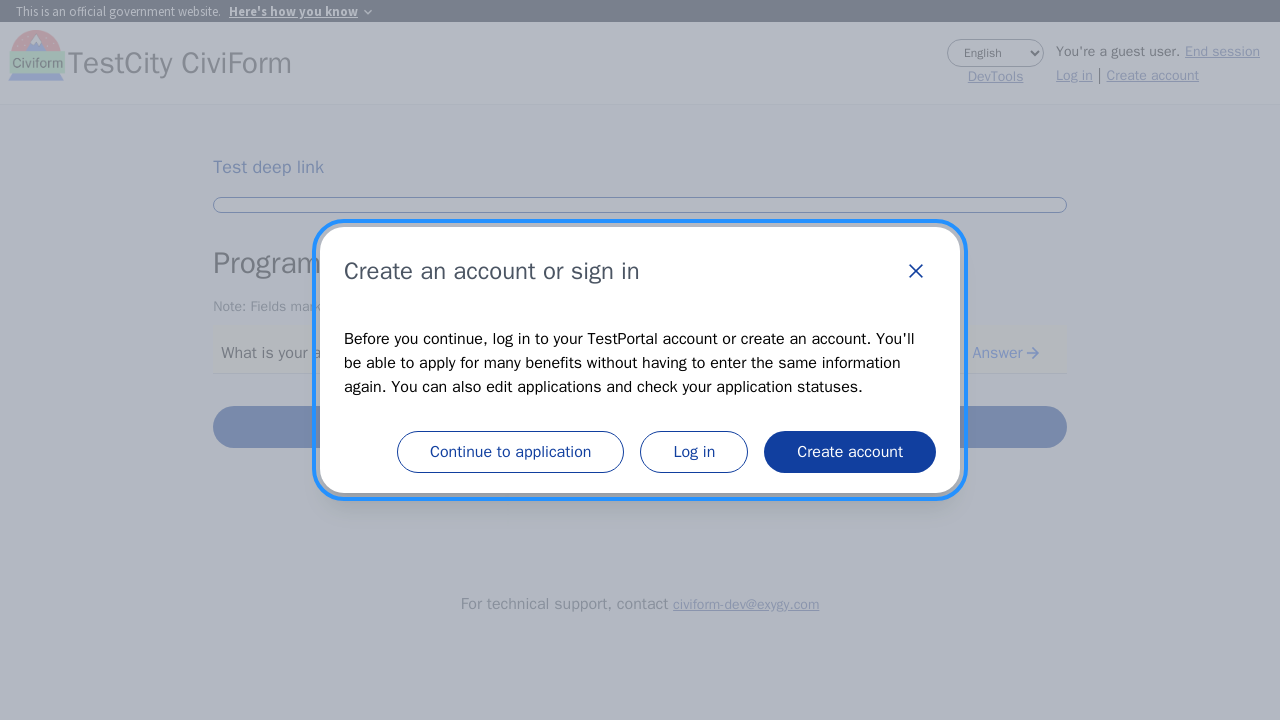 This is an official government website. Here's how you know
Civiform TestCity CiviForm
English
DevTools
You're a guest user. End session
Log in | Create account
Test deep link
Program
Note: Fields mark
What is your a
Answer
Create an account or sign in
Before you continue, log in to your TestPortal account or create an account. You'll
be able to apply for many benefits without having to enter the same information
again. You can also edit applications and check your application statuses.
Continue to application
Log in
Create account
For technical support, contact civiform-dev@exygy.com